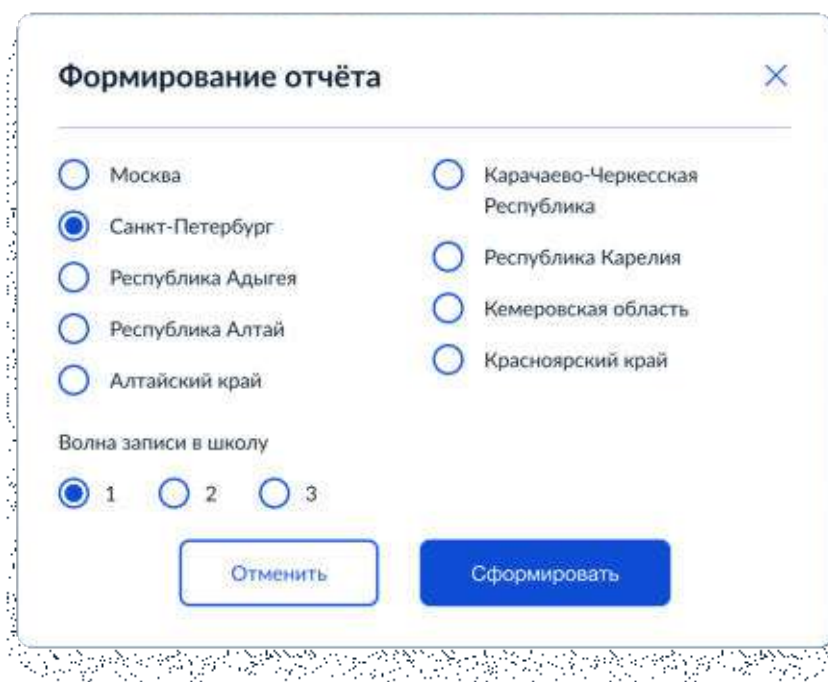 Формирование отчёта
Москва
Санкт-Петербург
Республика Адыгея
Республика Алтай
Алтайский край
Карачаево-Черкесская
Республика
Республика Карелия
Кемеровская область
Красноярский край
Волна записи в школу
1 2 3
Отменить
Сформировать